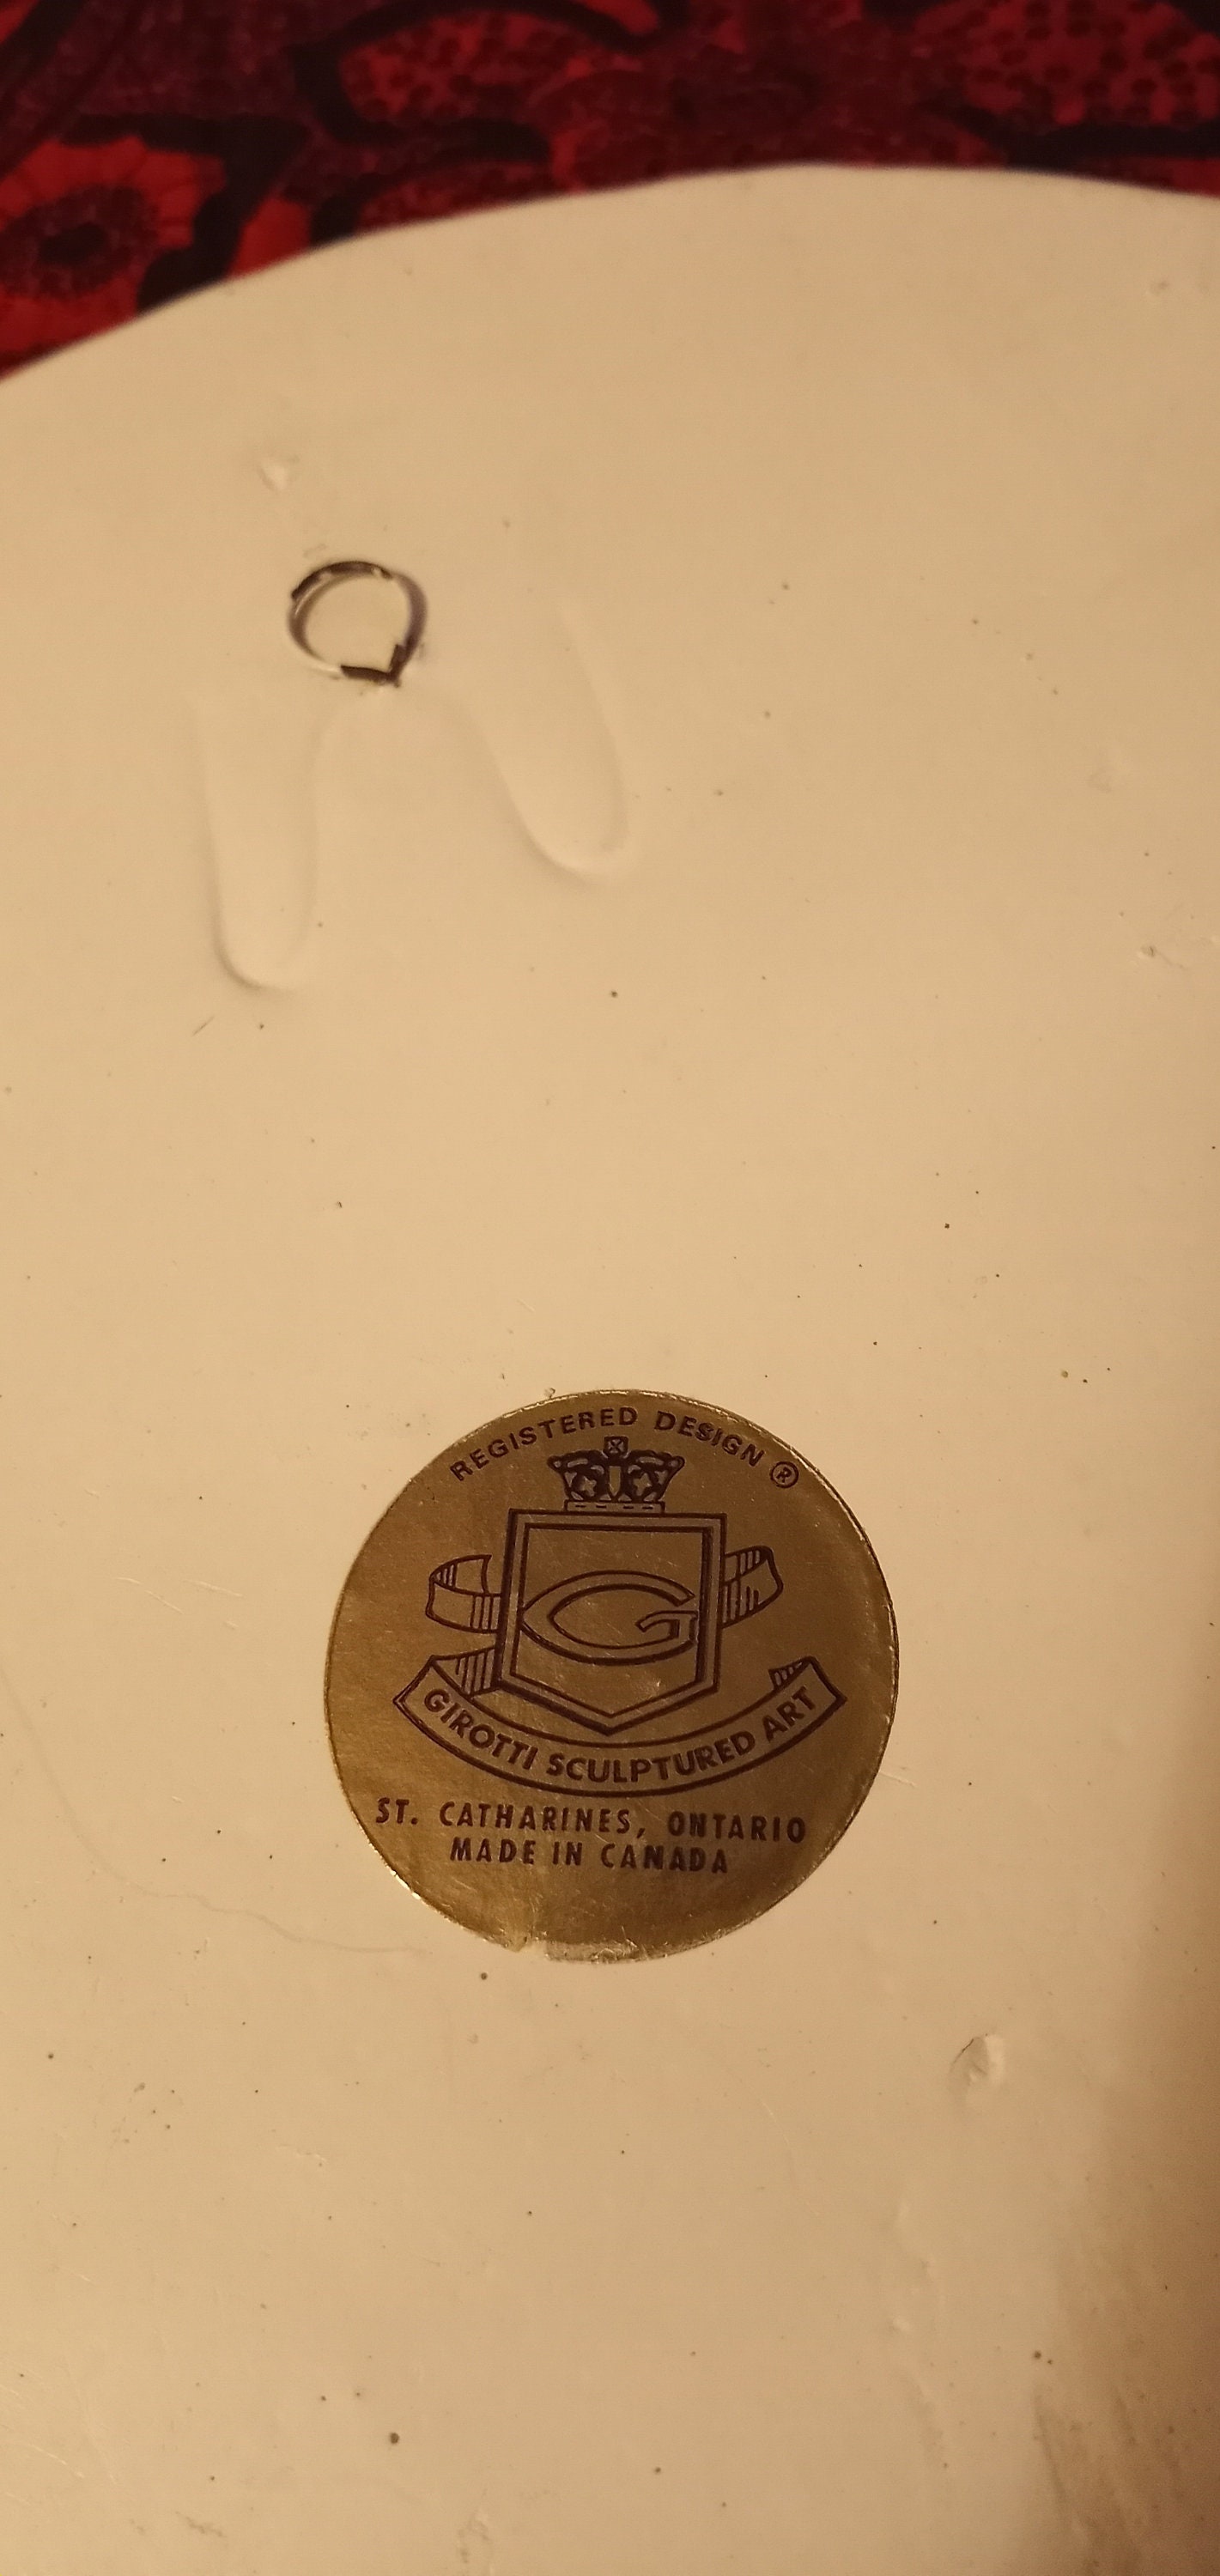 REGISTERED DESIGN ®
G
GIROTTI SCULPTURED ART
ST. CATHARINES, ONTARIO
MADE IN CANADA